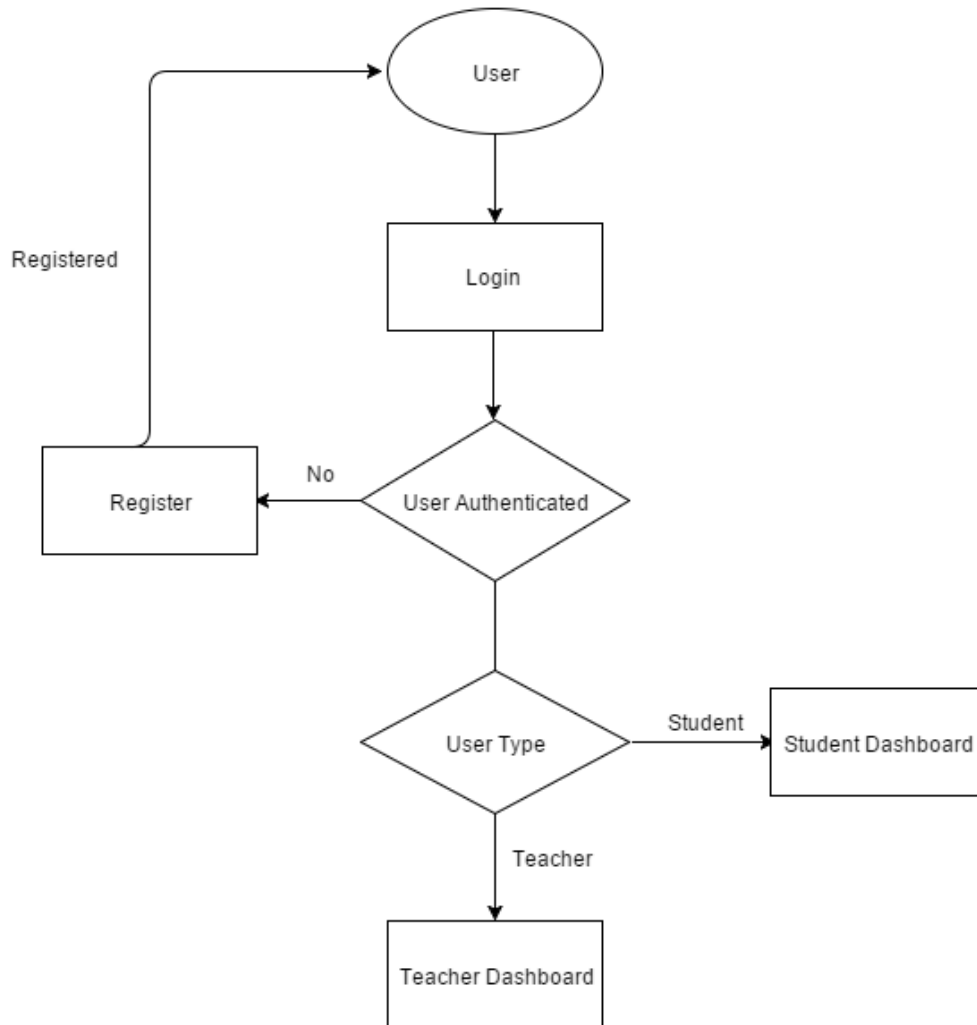 User
Registered
Login
No
Register
User Authenticated
Student
User Type
Student Dashboard
Teacher
Teacher Dashboard